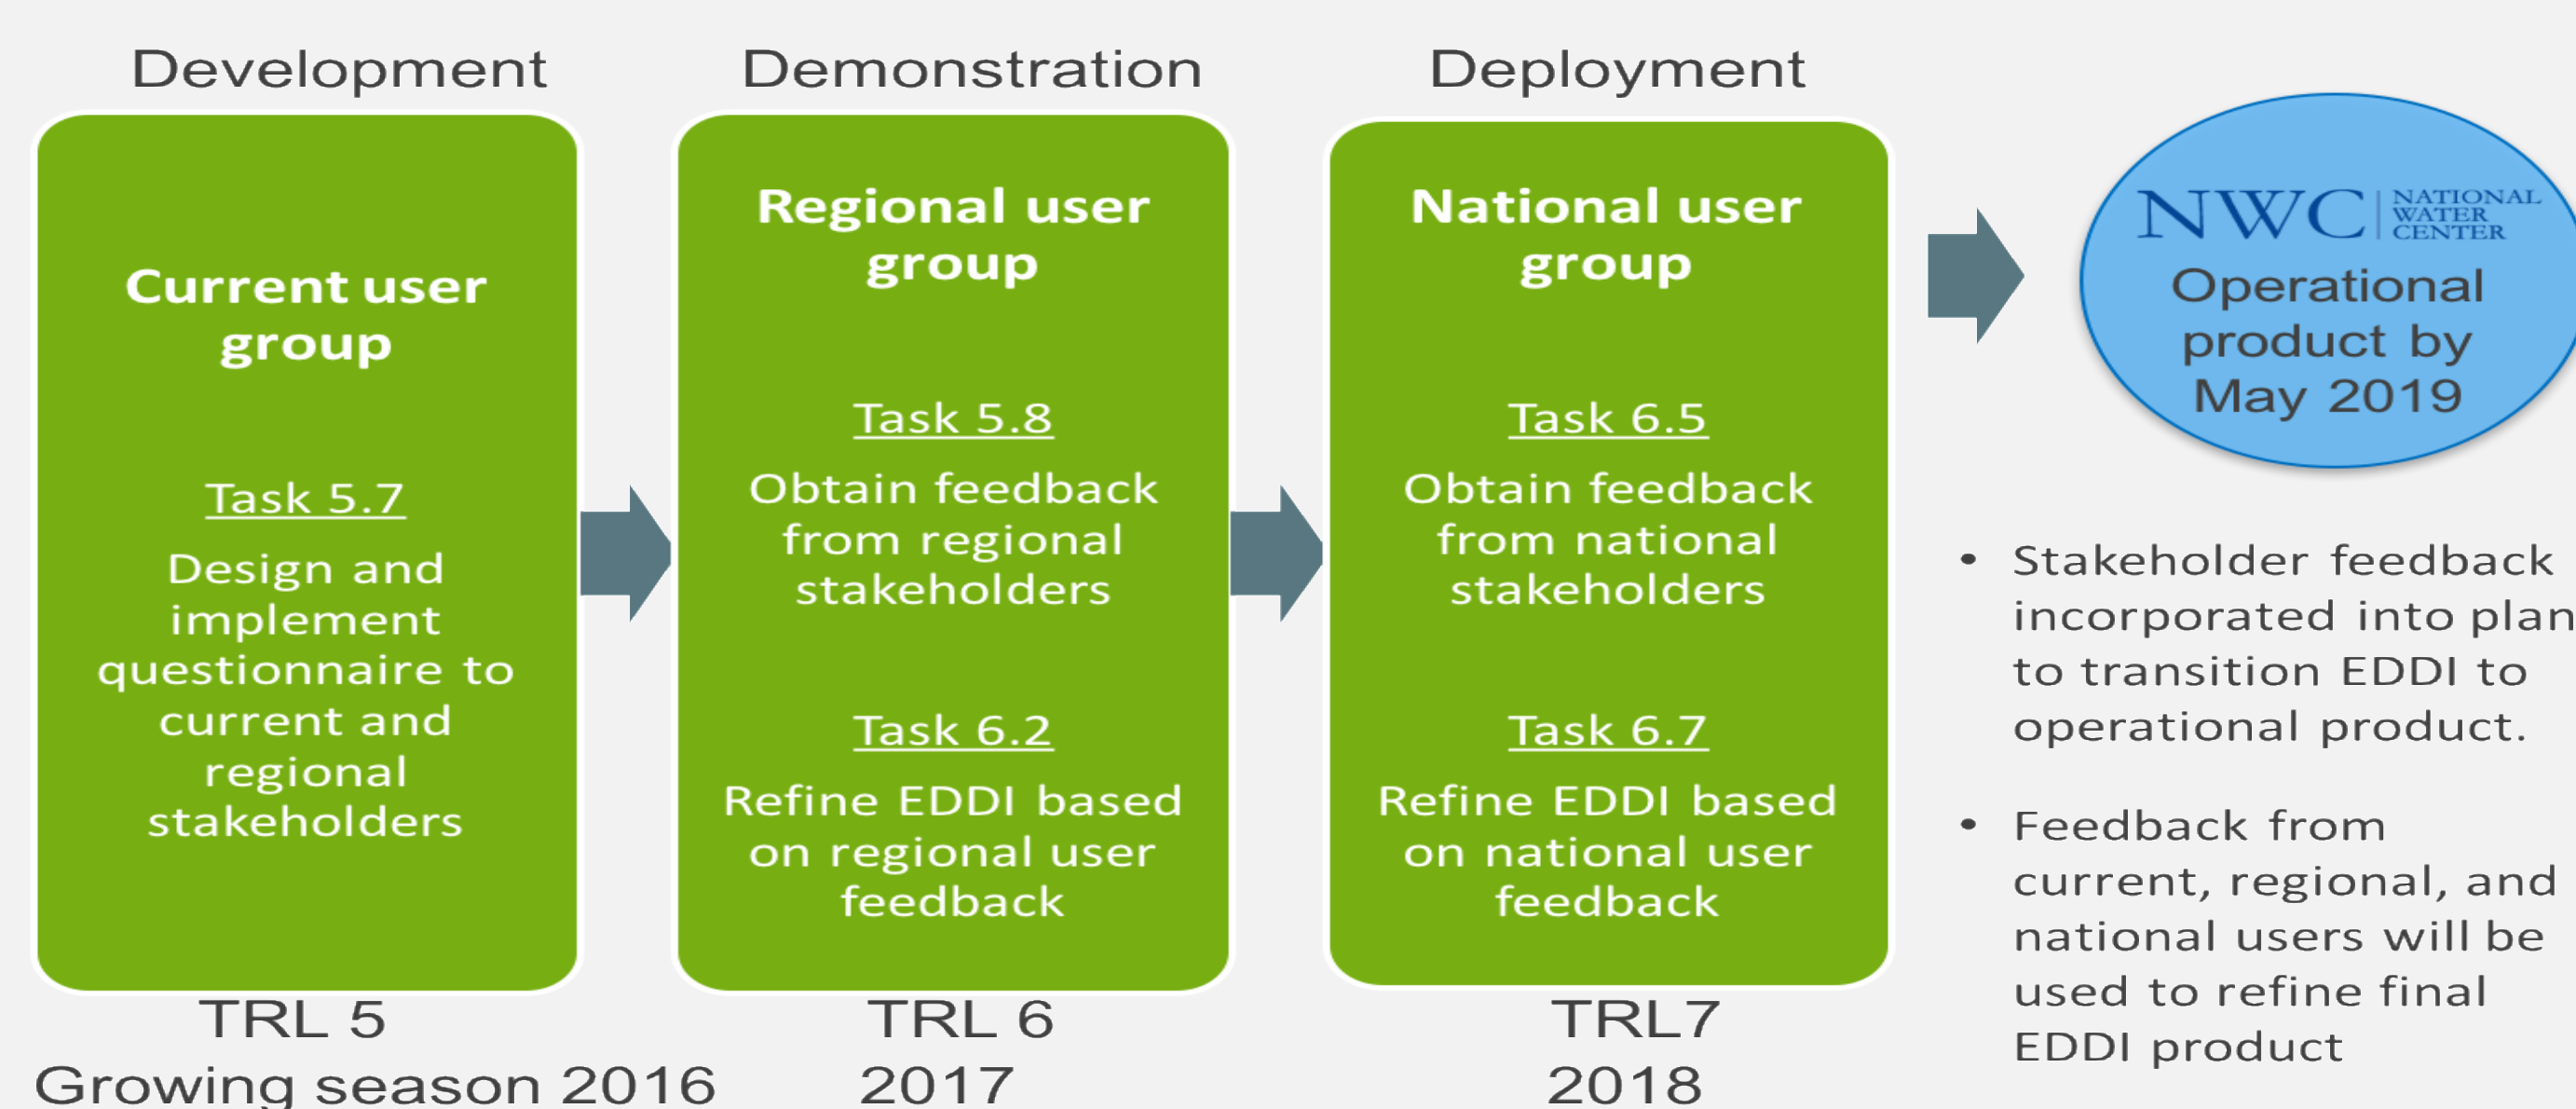 Development
Current user
group
Task 5.7
Design and
implement
questionnaire to
current and
regional
stakeholders
TRL 5
Growing season 2016
Demonstration
Regional user
group
Task 5.8
Obtain feedback
from regional
stakeholders
Task 6.2
Refine EDDI based
on regional user
feedback
TRL 6
2017
Deployment
National user
group
Task 6.5
Obtain feedback
from national
stakeholders
Task 6.7
Refine EDDI based
on national user
feedback
TRL7
2018
NWC
NATIONAL
WATER
CENTER
Operational
product by
May 2019
• Stakeholder feedback
incorporated into plan
to transition EDDI to
operational product.
• Feedback from
current, regional, and
national users will be
used to refine final
EDDI product